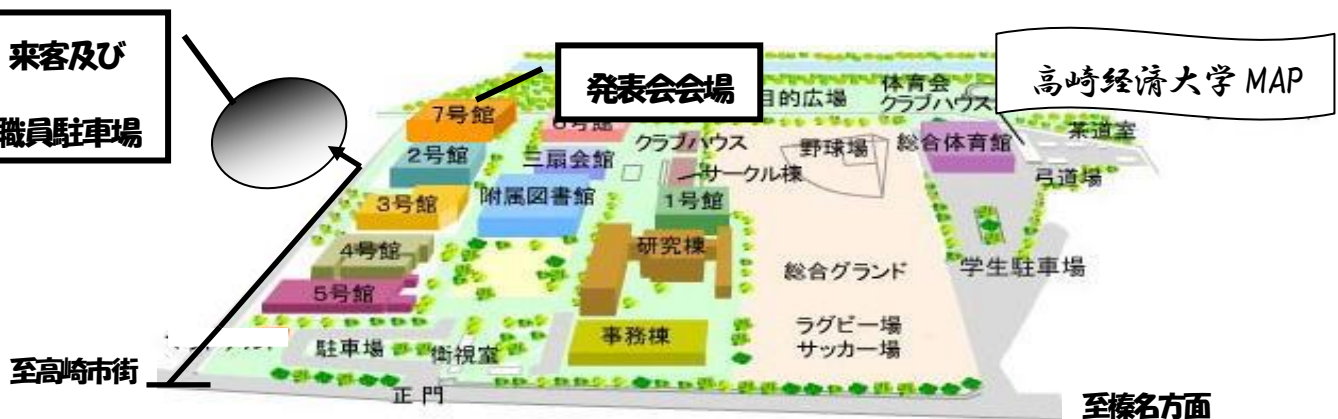 来客及び
職員駐車場
発表会会場
高崎経済大学 MAP
目的広場
体育会
クラブハウス
茶道室
7号館
6号館
クラブハウス
野球場
総合体育館
2号館
三扇会館
サークル棟
弓道場
3号館
附属図書館
1号館
4号館
研究棟
総合グランド
学生駐車場
5号館
ラグビー場
サッカー場
駐車場
衛視室
事務棟
至高崎市街
正門
至榛名方面